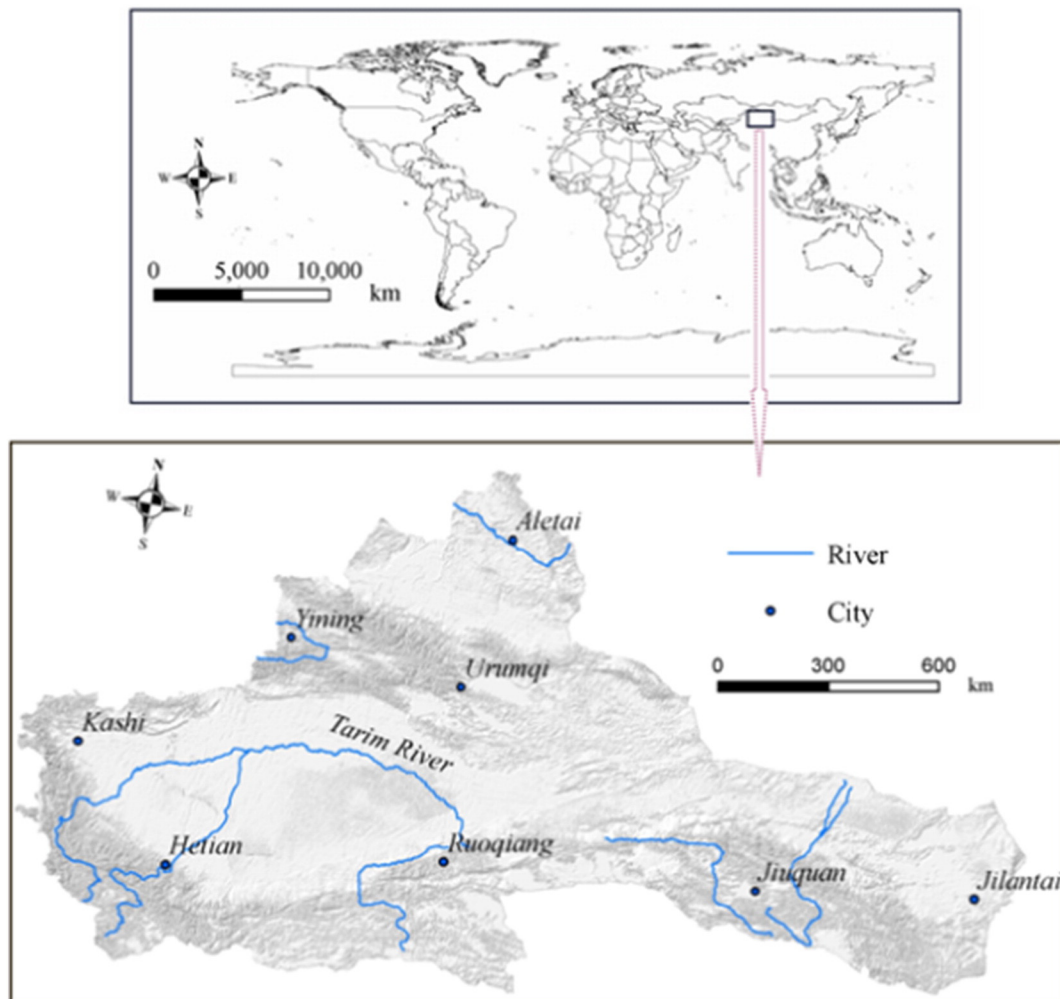 N
W E
S
0 5,000 10,000
km
N
W E
S
Aletai
River
Yining
City
Urumqi
0 300 600
km
Kashi
Tarim River
Hetian
Ruoqiang
Jiuquan
Jilantai